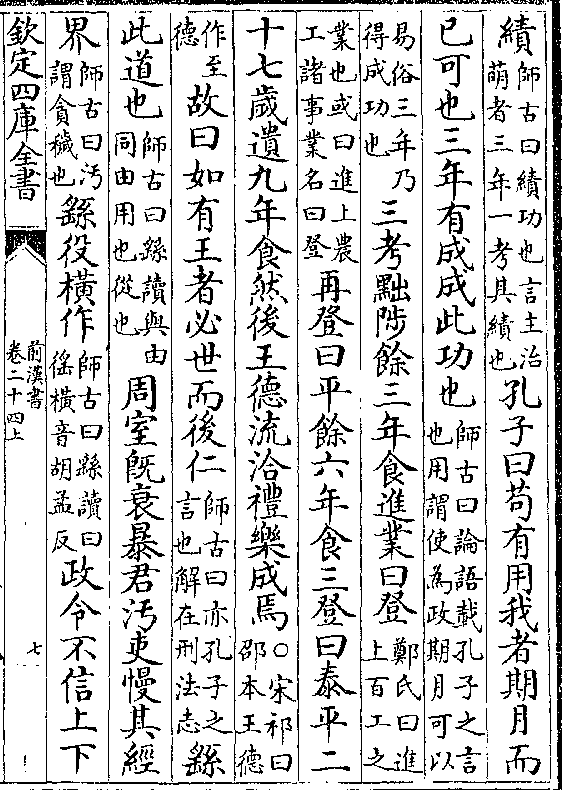 績師古曰績功也言主治萌者三年一考其績也孔子曰苟有用我者期月而
已可也三年有成成此功也師古曰論語載孔子之言也用謂使為政期月可以
易俗三年乃得成功也三考黜陟餘三年食進業曰登鄭氏曰進上百工之
業也或曰進上農工諸事業名曰登再登曰平餘六年食三登曰泰平二
十七歲遺九年食然後王德流洽禮樂成焉○宋祁曰邵本王德
作至德故曰如有王者必世而後仁師古曰亦孔子之言也解在刑法志繇
此道也師古曰繇讀與由同由用也從也周室旣衰暴君汚吏慢其經
界師古曰汚謂貪穢也繇役橫作師古曰繇讀曰徭橫音胡孟反政令不信上下
欽定四庫全書
前漢書
卷二十四上
七